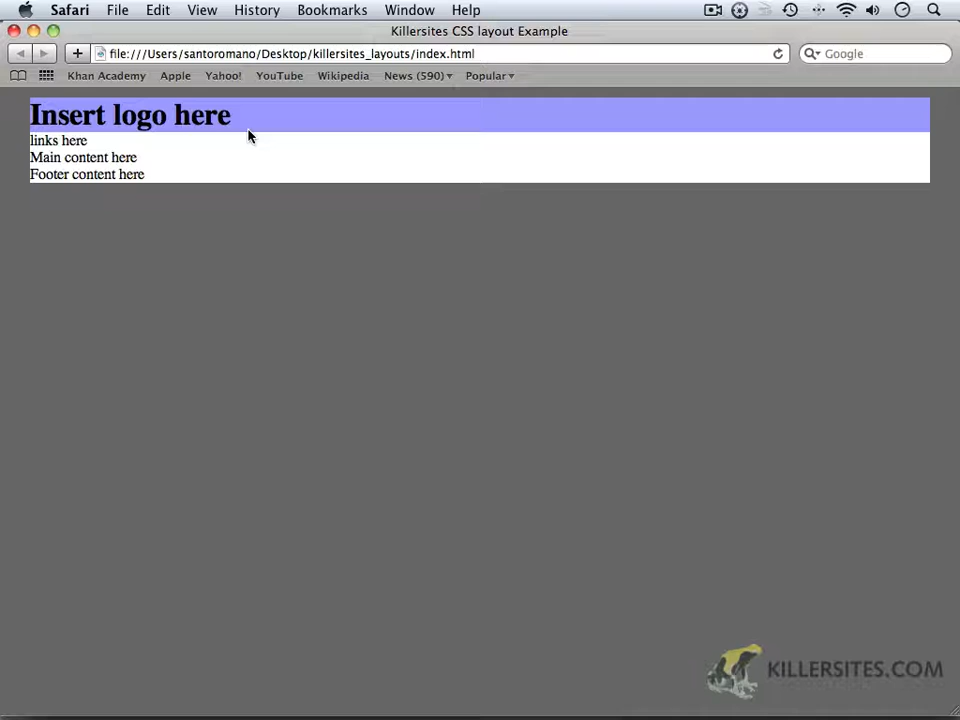 Safari File Edit View History Bookmarks Window Help
Killersites CSS layout Example
file:///Users/santoromano/Desktop/killersites_layouts/index.html
Google
Khan Academy Apple Yahoo! YouTube Wikipedia News (590) Popular
Insert logo here
links here
Main content here
Footer content here
KILLERSITES.COM